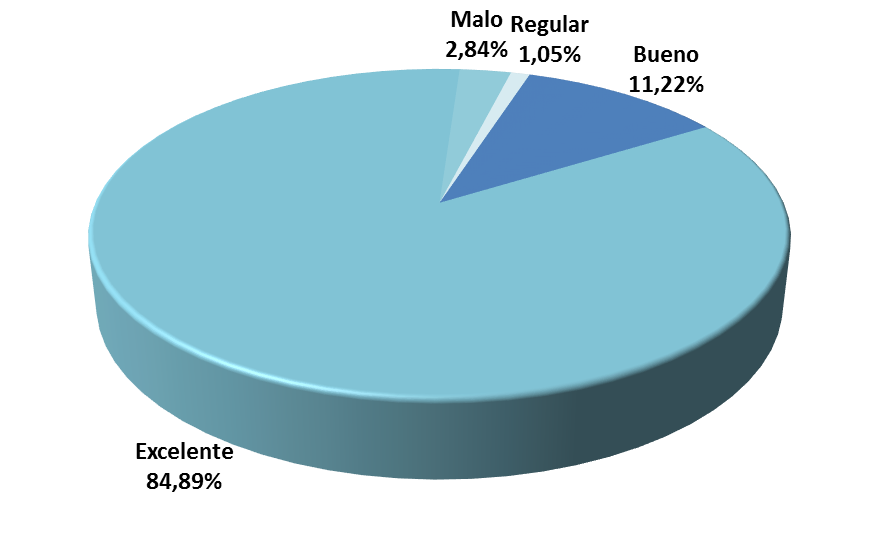 Malo
2,84%
Regular
1,05%
Bueno
11,22%
Excelente
84,89%